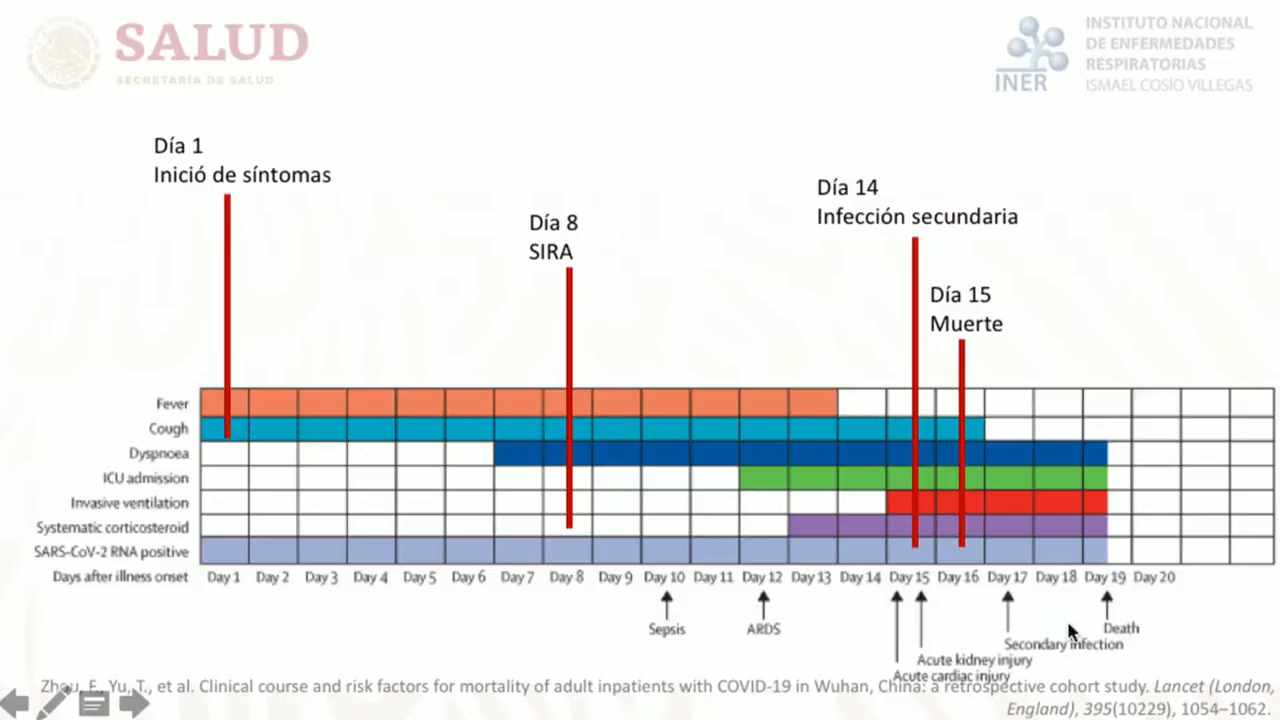 SALUD
SECRETARÍA DE SALUD
INER
INSTITUTO NACIONAL
DE ENFERMEDADES
RESPIRATORIAS
ISMAEL COSÍO VILLEGAS
Día 1
Inició de síntomas
Día 8
SIRA
Día 14
Infección secundaria
Día 15
Muerte
Fever
Cough
Dyspnoea
ICU admission
Invasive ventilation
Systematic corticosteroid
SARS-CoV-2 RNA positive
Days after illness onset Day 1 Day 2 Day 3 Day 4 Day 5 Day 6 Day 7 Day 8 Day 9 Day 10 Day 11 Day 12 Day 13 Day 14 Day 15 Day 16 Day 17 Day 18 Day 19 Day 20
Sepsis ARDS Death
Secondary infection
Acute kidney injury
Acute cardiac injury
Zhou, F., Yu, T., et al. Clinical course and risk factors for mortality of adult inpatients with COVID-19 in Wuhan, China: a retrospective cohort study. Lancet (London,
England), 395(10229), 1054–1062.